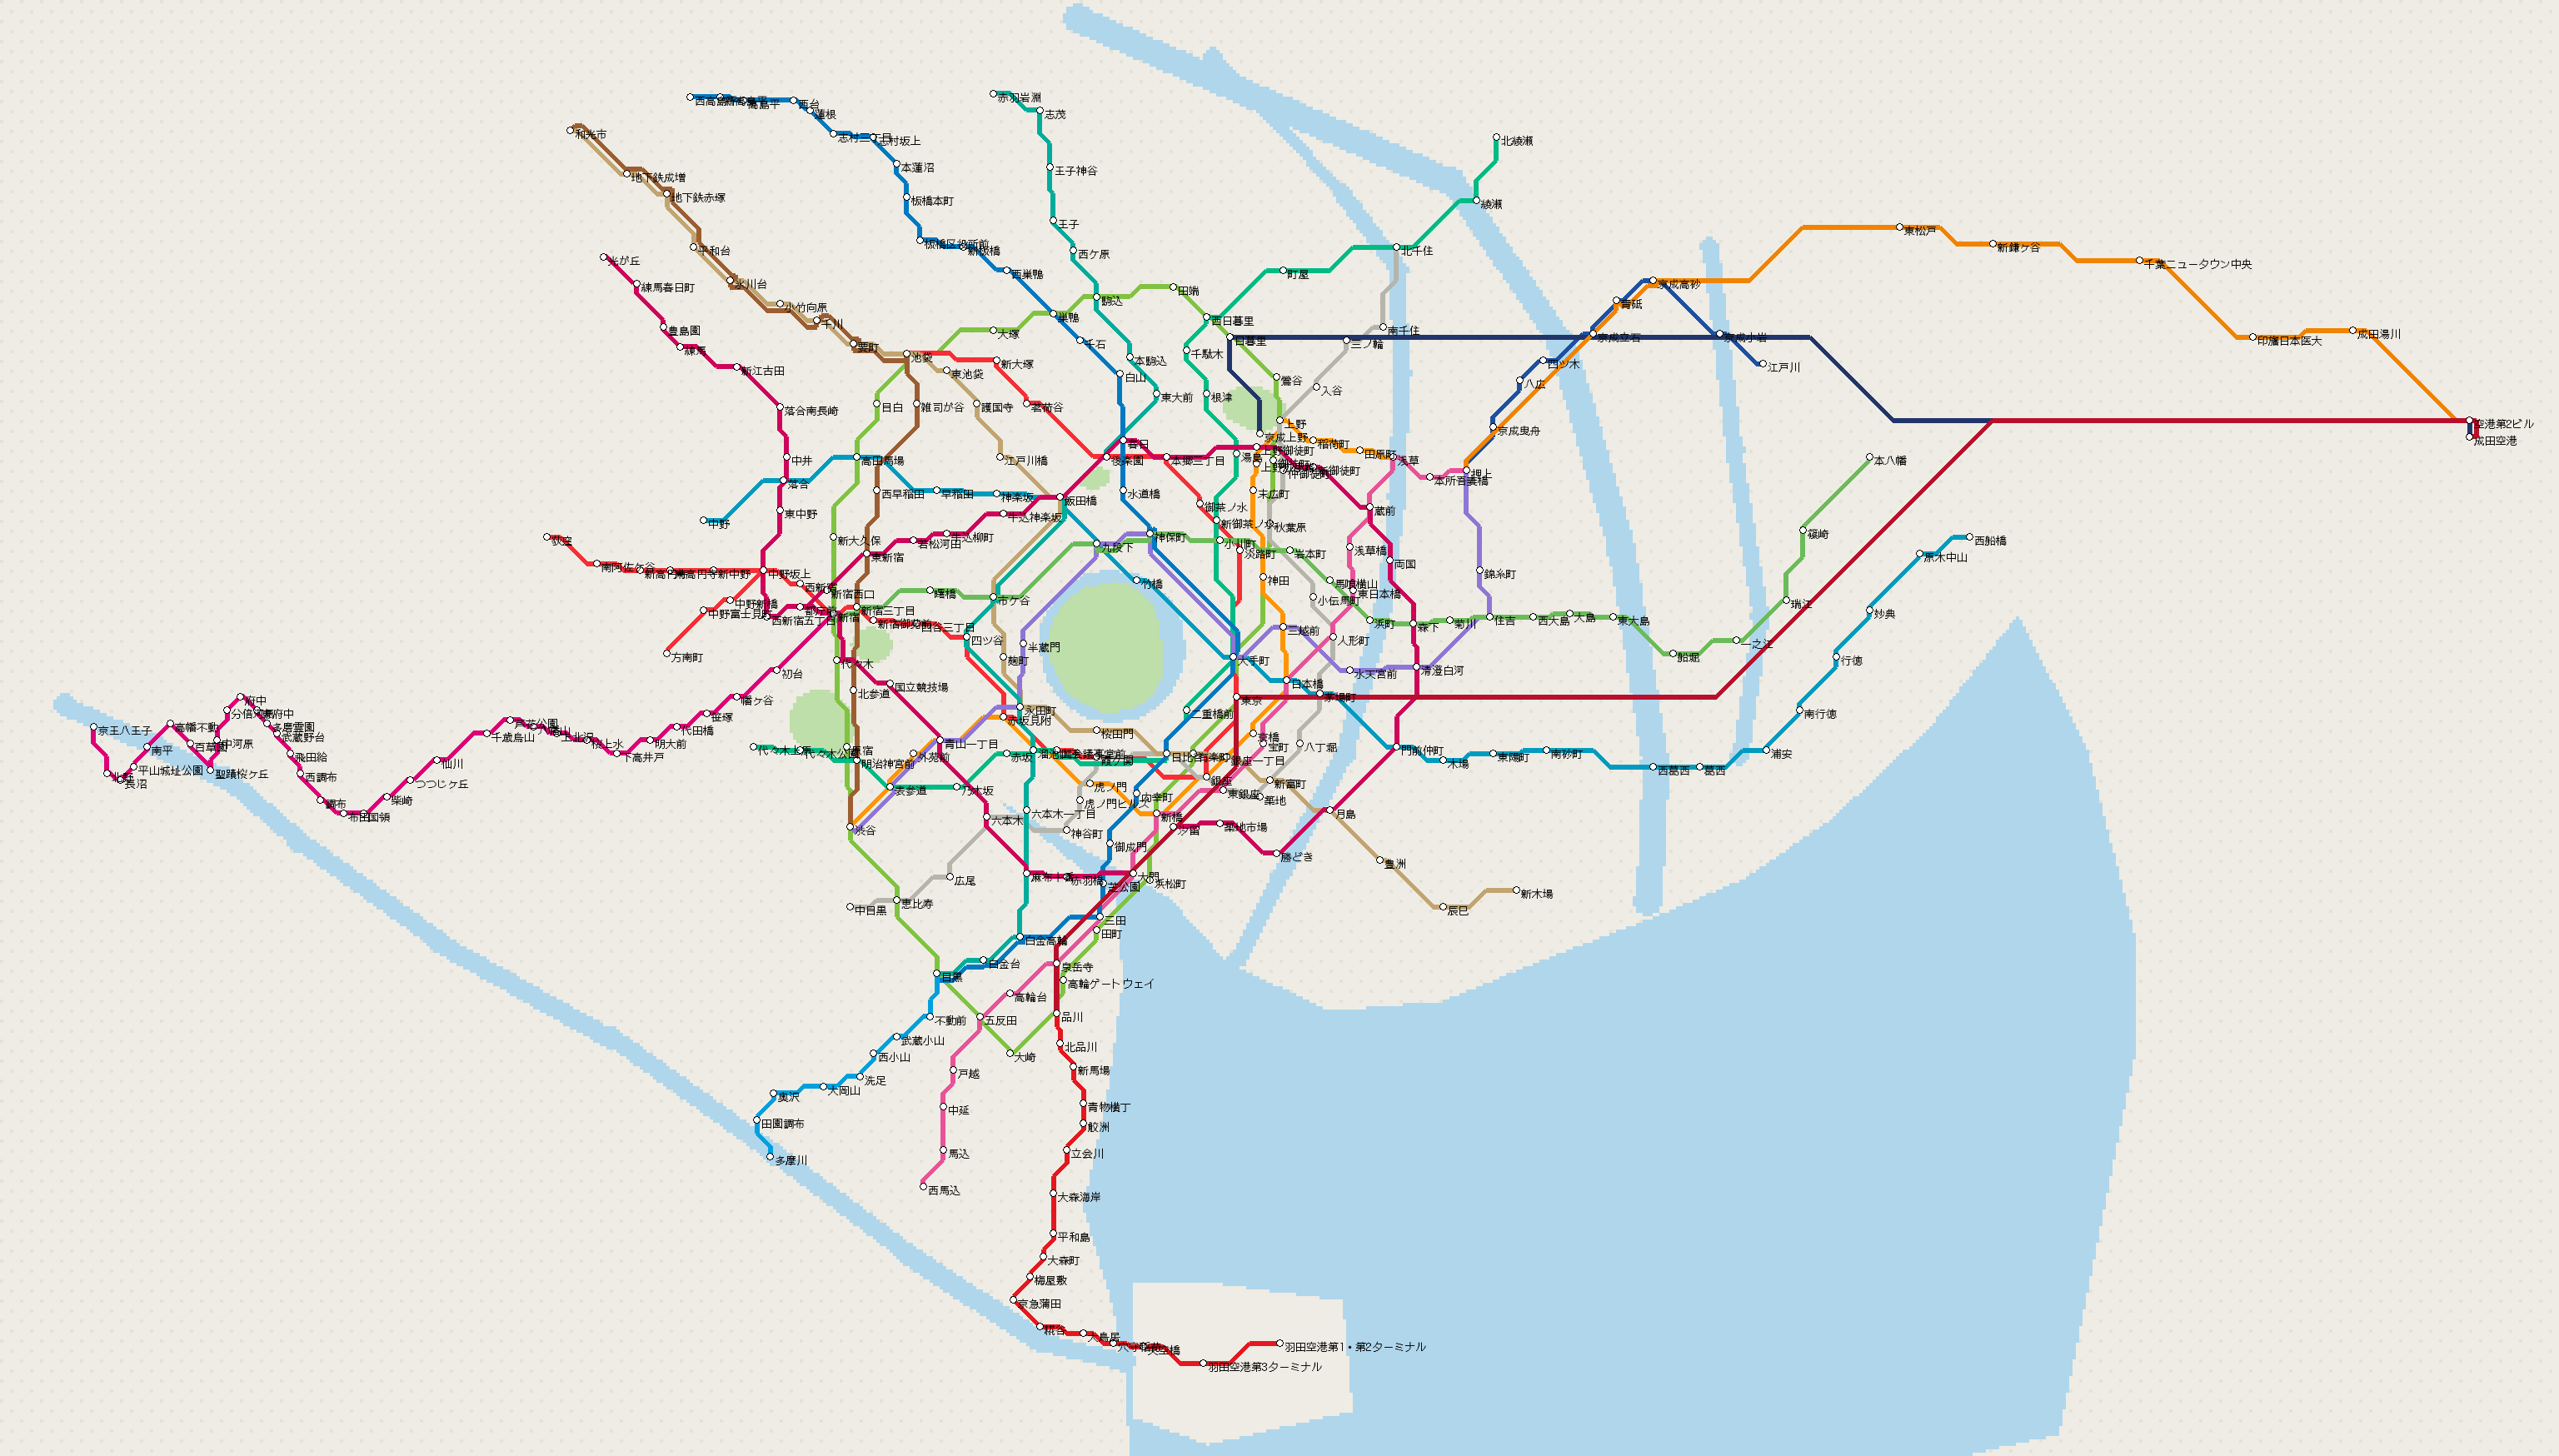 赤羽岩淵
西台
高島平
蓮根
志茂
和光市
志村坂上
北綾瀬
本蓮沼
王子神谷
地下鉄成増
地下鉄赤塚
板橋本町
綾瀬
王子
東松戸
新板橋
新鎌ケ谷
平和台
西ケ原
北千住
光が丘
西巣鴨
町屋
千葉ニュータウン中央
氷川台
京成高砂
練馬春日町
田端
駒込
小竹向原
青砥
巣鴨
西日暮里
千川
豊島園
大塚
南千住
成田湯川
京成立石
京成小岩
印旛日本医大
日暮里
千石
三ノ輪
要町
練馬
池袋
千駄木
本駒込
新大塚
四ツ木
江戸川
新江古田
東池袋
白山
鶯谷
八広
入谷
根津
東大前
目白
雑司が谷
護国寺
茗荷谷
落合南長崎
上野
空港第2ビル
京成曳舟
京成上野
成田空港
稲荷町
春日
上野御徒町
田原町
湯島
中井
高田馬場
江戸川橋
後楽園
本郷三丁目
浅草
本八幡
仲御徒町
新御徒町
押上
本所吾妻橋
落合
西早稲田
早稲田
神楽坂
水道橋
末広町
飯田橋
御茶ノ水
蔵前
東中野
牛込神楽坂
中野
新御茶ノ水
秋葉原
篠崎
荻窪
新大久保
若松河田
牛込柳町
神保町
小川町
西船橋
九段下
浅草橋
淡路町
岩本町
東新宿
原木中山
南阿佐ケ谷
両国
新高円寺
東高円寺
新中野
中野坂上
錦糸町
神田
竹橋
馬喰横山
西新宿
新宿西口
曙橋
東日本橋
市ケ谷
小伝馬町
中野新橋
瑞江
中野富士見町
都庁前
新宿三丁目
妙典
西新宿五丁目
新宿
新宿御苑前
四谷三丁目
浜町
森下
菊川
住吉
西大島
大島
東大島
三越前
四ツ谷
人形町
一之江
半蔵門
方南町
船堀
麹町
大手町
行徳
代々木
初台
水天宮前
清澄白河
国立競技場
日本橋
北参道
茅場町
幡ヶ谷
府中
東京
永田町
二重橋前
南行徳
分倍河原
東府中
笹塚
赤坂見附
芦花公園
京王八王子
高幡不動
多磨霊園
代田橋
桜田門
八幡山
千歳烏山
武蔵野台
上北沢
京橋
中河原
百草園
桜上水
明大前
青山一丁目
宝町
八丁堀
南平
代々木上原
代々木公園
原宿
門前仲町
外苑前
赤坂
国会議事堂前
日比谷
有楽町
銀座一丁目
飛田給
下高井戸
東陽町
南砂町
浦安
明治神宮前
霞ケ関
木場
仙川
平山城址公園
西葛西
葛西
聖蹟桜ヶ丘
西調布
北野
長沼
銀座
つつじヶ丘
虎ノ門
新富町
表参道
乃木坂
東銀座
内幸町
築地
調布
柴崎
虎ノ門ヒルズ
布田
国領
六本木一丁目
新橋
月島
六本木
渋谷
神谷町
汐留
築地市場
御成門
勝どき
豊洲
麻布十番
赤羽橋
大門
広尾
芝公園
浜松町
新木場
恵比寿
中目黒
辰巳
三田
田町
白金高輪
白金台
泉岳寺
目黒
高輪ゲートウェイ
高輪台
不動前
五反田
品川
武蔵小山
北品川
西小山
大崎
新馬場
戸越
洗足
大岡山
奥沢
青物横丁
中延
田園調布
鮫洲
馬込
立会川
多摩川
西馬込
大森海岸
平和島
大森町
梅屋敷
京急蒲田
糀谷
大鳥居
穴守稲荷
天空橋
羽田空港第1・第2ターミナル
羽田空港第3ターミナル